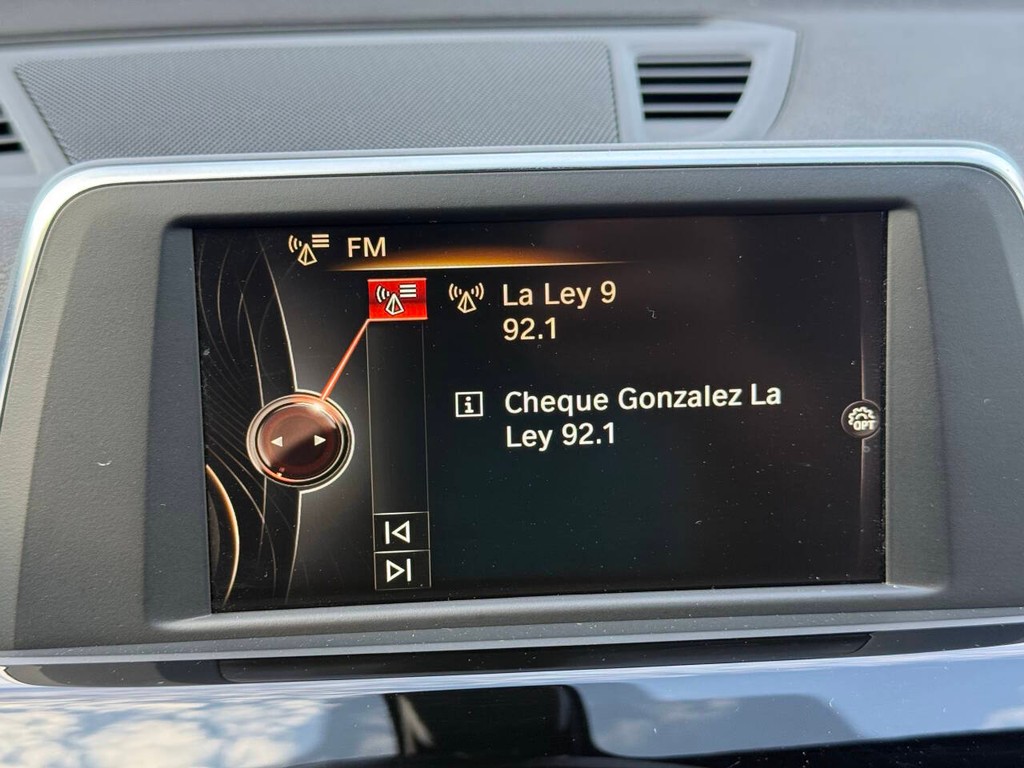 FM
La Ley 9
92.1
Cheque Gonzalez La
Ley 92.1
OPT